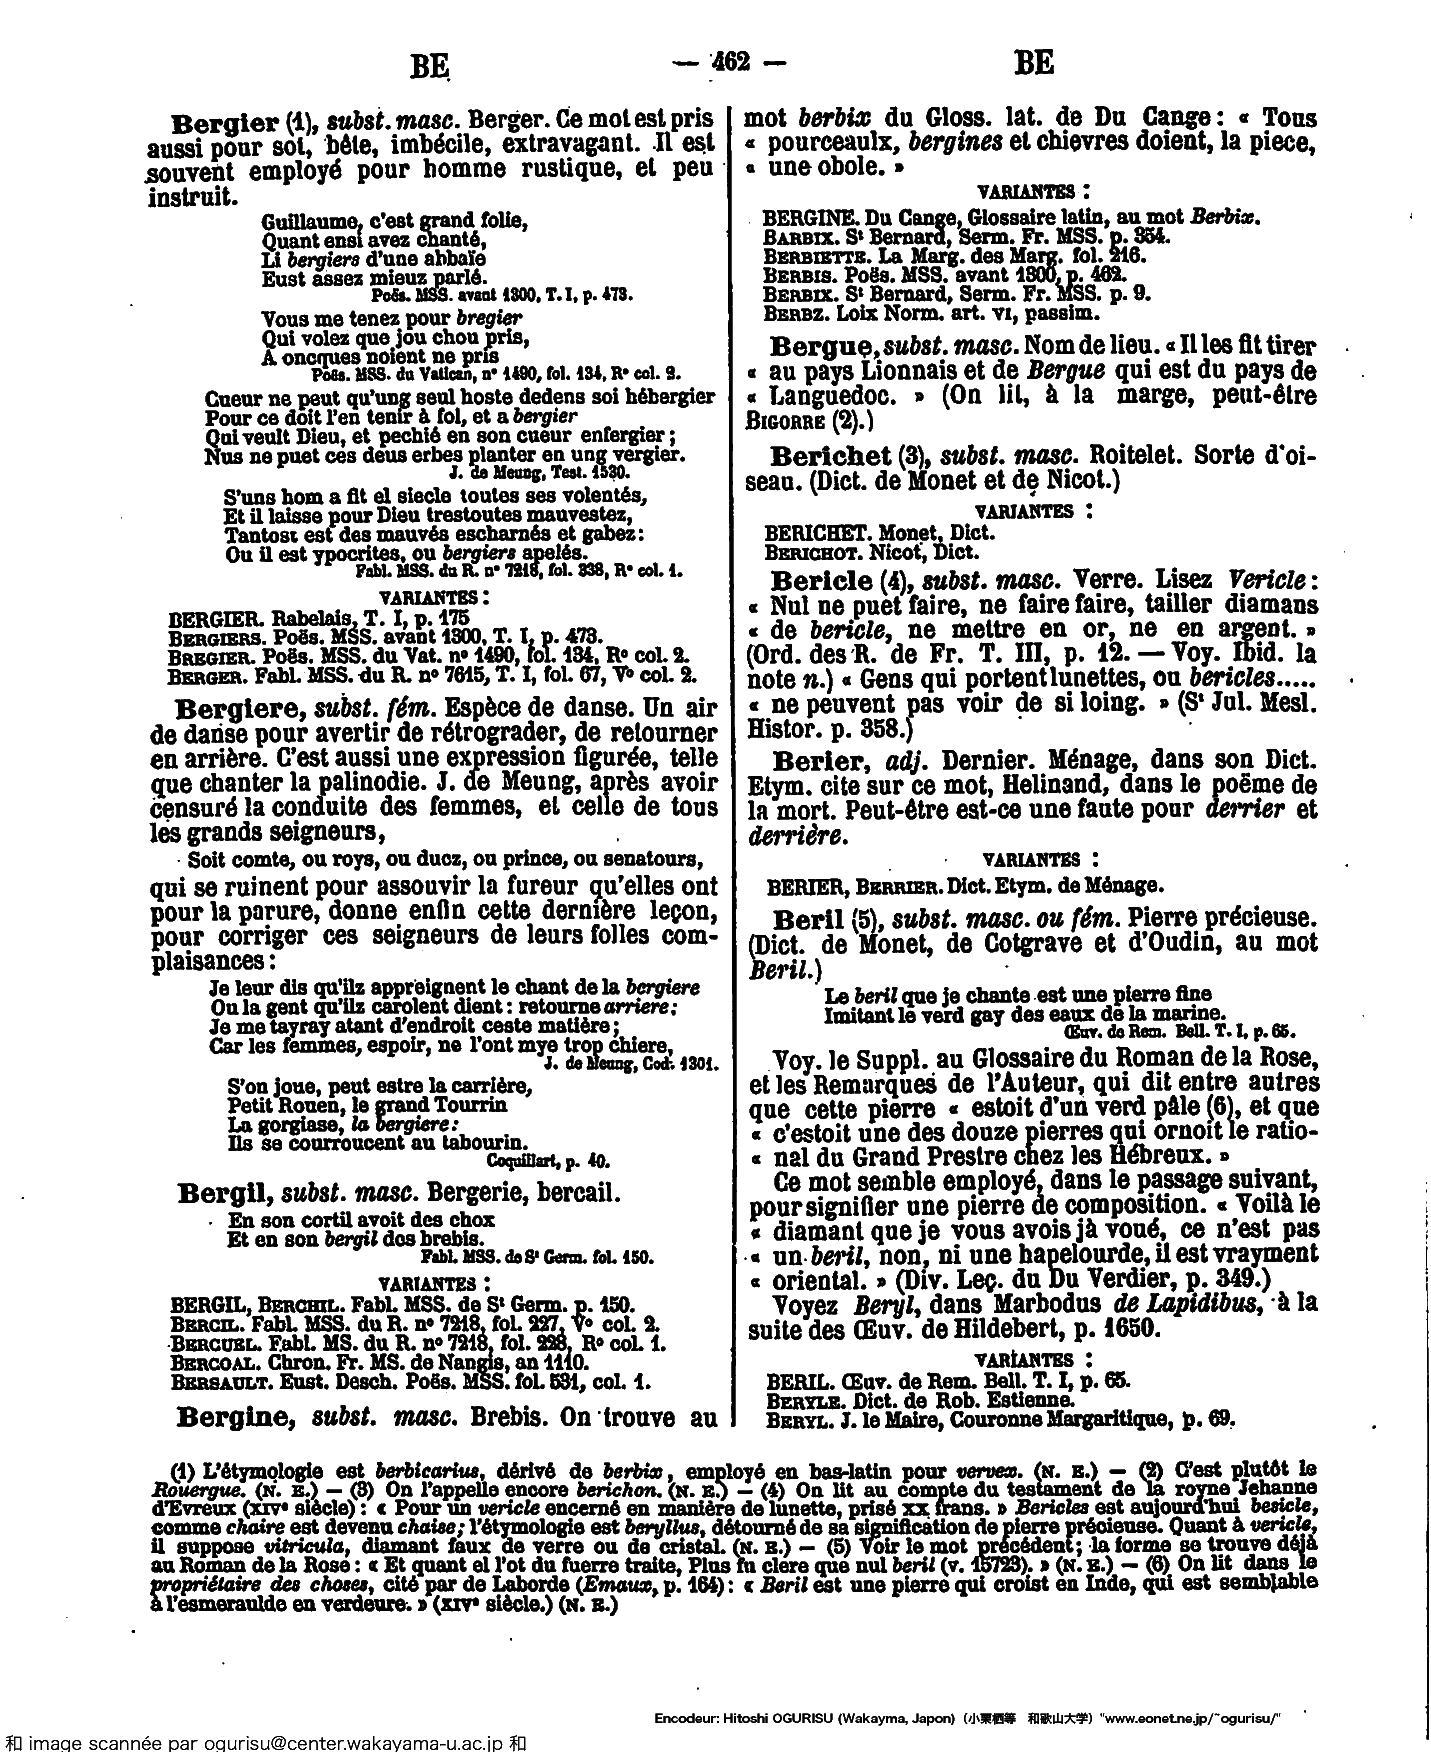 BE — 462 — BE
Bergier (1), subst. masc. Berger. Ce mot est pris
aussi pour sot, bête, imbécile, extravagant. Il est
souvent employé pour homme rustique, et peu
instruit.
Guillaume, c'est grand folie,
Quant ensi avez chanté,
Li bergiers d'une abbaïe
Eust assez mieuz parlé.
Poës. MSS. avant 1300, T. I, p. 473.
Vous me tenez pour bregier
Qui volez que jou chou pris,
A oncques noient ne pris
Poës. MSS. du Vatican, nº 1490, fol. 134, Rº col. 2.
Cueur ne peut qu'ung seul hoste dedens soi hébergier
Pour ce doit l'en tenir à fol, et a bergier
Qui veult Dieu, et pechié en son cueur enfergier ;
Nus ne puet ces deus erbes planter en ung vergier.
J. de Meung, Test. 1530.
S'uns hom a fit el siecle toutes ses volentés,
Et il laisse pour Dieu trestoutes mauvestez,
Tantost est des mauvés escharnés et gabez :
Ou il est ypocrites, ou bergiers apelés.
Fabl. MSS. du R. nº 7218, fol. 338, Rº col. 1.
VARIANTES :
BERGIER. Rabelais, T. I, p. 175
BERGIERS. Poës. MSS. avant 1300, T. I, p. 473.
BREGIER. Poës. MSS. du Vat. nº 1490, fol. 134, Rº col. 2.
BERGER. Fabl. MSS. du R. nº 7615, T. I, fol. 67, Vº col. 2.
Bergiere, subst. fém. Espèce de danse. Un air
de danse pour avertir de rétrograder, de retourner
en arrière. C'est aussi une expression figurée, telle
que chanter la palinodie. J. de Meung, après avoir
censuré la conduite des femmes, et celle de tous
les grands seigneurs,
Soit comte, ou roys, ou ducz, ou prince, ou senatours,
qui se ruinent pour assouvir la fureur qu'elles ont
pour la parure, donne enfin cette dernière leçon,
pour corriger ces seigneurs de leurs folles com-
plaisances :
Je leur dis qu'ilz appreignent le chant de la bergiere
Ou la gent qu'ilz carolent dient : retourne arriere ;
Je me tayray atant d'endroit ceste matière ;
Car les femmes, espoir, ne l'ont mye trop chiere,
J. de Meung, Cod. 1301.
S'on joue, peut estre la carrière,
Petit Rouen, le grand Tourrin
La gorgiase, la bergiere :
Ils se courroucent au tabourin.
Coquillart, p. 40.
Bergil, subst. masc. Bergerie, bercail.
En son cortil avoit des chox
Et en son bergil dos brebis.
Fabl. MSS. de Sᵗ Germ. fol. 150.
VARIANTES :
BERGIL, BERCHIL. Fabl. MSS. de Sᵗ Germ. p. 150.
BERCIL. Fabl. MSS. du R. nº 7218, fol. 227, Vº col. 2.
BERCUEL. Fabl. MS. du R. nº 7218, fol. 228, Rº col. 1.
BERCOAL. Chron. Fr. MS. de Nangis, an 1110.
BERSAULT. Eust. Desch. Poës. MSS. fol. 531, col. 1.
Bergine, subst. masc. Brebis. On trouve au
mot berbix du Gloss. lat. de Du Cange : « Tous
« pourceaulx, bergines et chievres doient, la piece,
« une obole. »
VARIANTES :
BERGINE. Du Cange, Glossaire latin, au mot Berbix.
BARBIX. Sᵗ Bernard, Serm. Fr. MSS. p. 354.
BERBIETTE. La Marg. des Marg. fol. 216.
BERBIS. Poës. MSS. avant 1300, p. 462.
BERBIX. Sᵗ Bernard, Serm. Fr. MSS. p. 9.
BERBZ. Loix Norm. art. VI, passim.
Bergue, subst. masc. Nom de lieu. « Il les fit tirer
« au pays Lionnais et de Bergue qui est du pays de
« Languedoc. » (On lit, à la marge, peut-être
BIGORRE (2).)
Berichet (3), subst. masc. Roitelet. Sorte d'oi-
seau. (Dict. de Monet et de Nicot.)
VARIANTES :
BERICHET. Monet, Dict.
BERICHOT. Nicot, Dict.
Bericle (4), subst. masc. Verre. Lisez Vericle :
« Nul ne puet faire, ne faire faire, tailler diamans
« de bericle, ne mettre en or, ne en argent. »
(Ord. des R. de Fr. T. III, p. 12. — Voy. Ibid. la
note n.) « Gens qui portent lunettes, ou bericles.....
« ne peuvent pas voir de si loing. » (Sᵗ Jul. Mesl.
Histor. p. 358.)
Berier, adj. Dernier. Ménage, dans son Dict.
Etym. cite sur ce mot, Helinand, dans le poëme de
la mort. Peut-être est-ce une faute pour derrier et
derrière.
VARIANTES :
BERIER, BERRIER. Dict. Etym. de Ménage.
Beril (5), subst. masc. ou fém. Pierre précieuse.
(Dict. de Monet, de Cotgrave et d'Oudin, au mot
Beril.)
Le beril que je chante est une pierre fine
Imitant le verd gay des eaux de la marine.
Œuv. de Rem. Bell. T. I, p. 65.
Voy. le Suppl. au Glossaire du Roman de la Rose,
et les Remarques de l'Auteur, qui dit entre autres
que cette pierre « estoit d'un verd pâle (6), et que
« c'estoit une des douze pierres qui ornoit le ratio-
« nal du Grand Prestre chez les Hébreux. »
Ce mot semble employé, dans le passage suivant,
pour signifier une pierre de composition. « Voilà le
« diamant que je vous avois jà voué, ce n'est pas
« un beril, non, ni une hapelourde, il est vrayment
« oriental. » (Div. Leç. du Du Verdier, p. 349.)
Voyez Beryl, dans Marbodus de Lapidibus, à la
suite des Œuv. de Hildebert, p. 1650.
VARIANTES :
BERIL. Œuv. de Rem. Bell. T. I, p. 65.
BERYLE. Dict. de Rob. Estienne.
BERYL. J. le Maire, Couronne Margaritique, p. 69.
(1) L'étymologie est berbicarius, dérivé de berbix, employé en bas-latin pour vervex. (N. E.) — (2) C'est plutôt le
Rouergue. (N. E.) — (3) On l'appelle encore berichon. (N. E.) — (4) On lit au compte du testament de la royne Jehanne
d'Evreux (XIVᵉ siècle) : « Pour un vericle encerné en manière de lunette, prisé XX frans. » Bericles est aujourd'hui besicle,
comme chaire est devenu chaise ; l'étymologie est beryllus, détourné de sa signification de pierre précieuse. Quant à vericle,
il suppose vitricula, diamant faux de verre ou de cristal. (N. E.) — (5) Voir le mot précédent ; la forme se trouve déjà
au Roman de la Rose : « Et quant el l'ot du fuerre traite, Plus fu clere que nul beril (v. 15723). » (N. E.) — (6) On lit dans le
propriétaire des choses, cité par de Laborde (Emaux, p. 164) : « Beril est une pierre qui croist en Inde, qui est semblable
à l'esmeraulde en verdeure. » (XIVᵉ siècle.) (N. E.)
Encodeur: Hitoshi OGURISU (Wakayma, Japon) (小栗栖等 和歌山大学) "www.eonet.ne.jp/~ogurisu/"
和 image scannée par ogurisu@center.wakayama-u.ac.jp 和